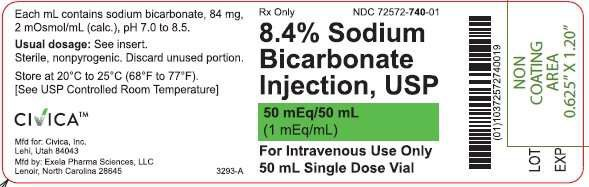 Each mL contains sodium bicarbonate, 84 mg,
2 mOsmol/mL (calc.), pH 7.0 to 8.5.
Usual dosage: See insert.
Sterile, nonpyrogenic. Discard unused portion.
Store at 20°C to 25°C (68°F to 77°F).
[See USP Controlled Room Temperature]
CIVICA™
Mfd for: Civica, Inc.
Lehi, Utah 84043
Mfd by: Exela Pharma Sciences, LLC
Lenoir, North Carolina 28645
3293-A
Rx Only
NDC 72572-740-01
8.4% Sodium
Bicarbonate
Injection, USP
50 mEq/50 mL
(1 mEq/mL)
For Intravenous Use Only
50 mL Single Dose Vial
(01)10372572740019
NON
COATING
AREA
0.625" X 1.20"
LOT
EXP